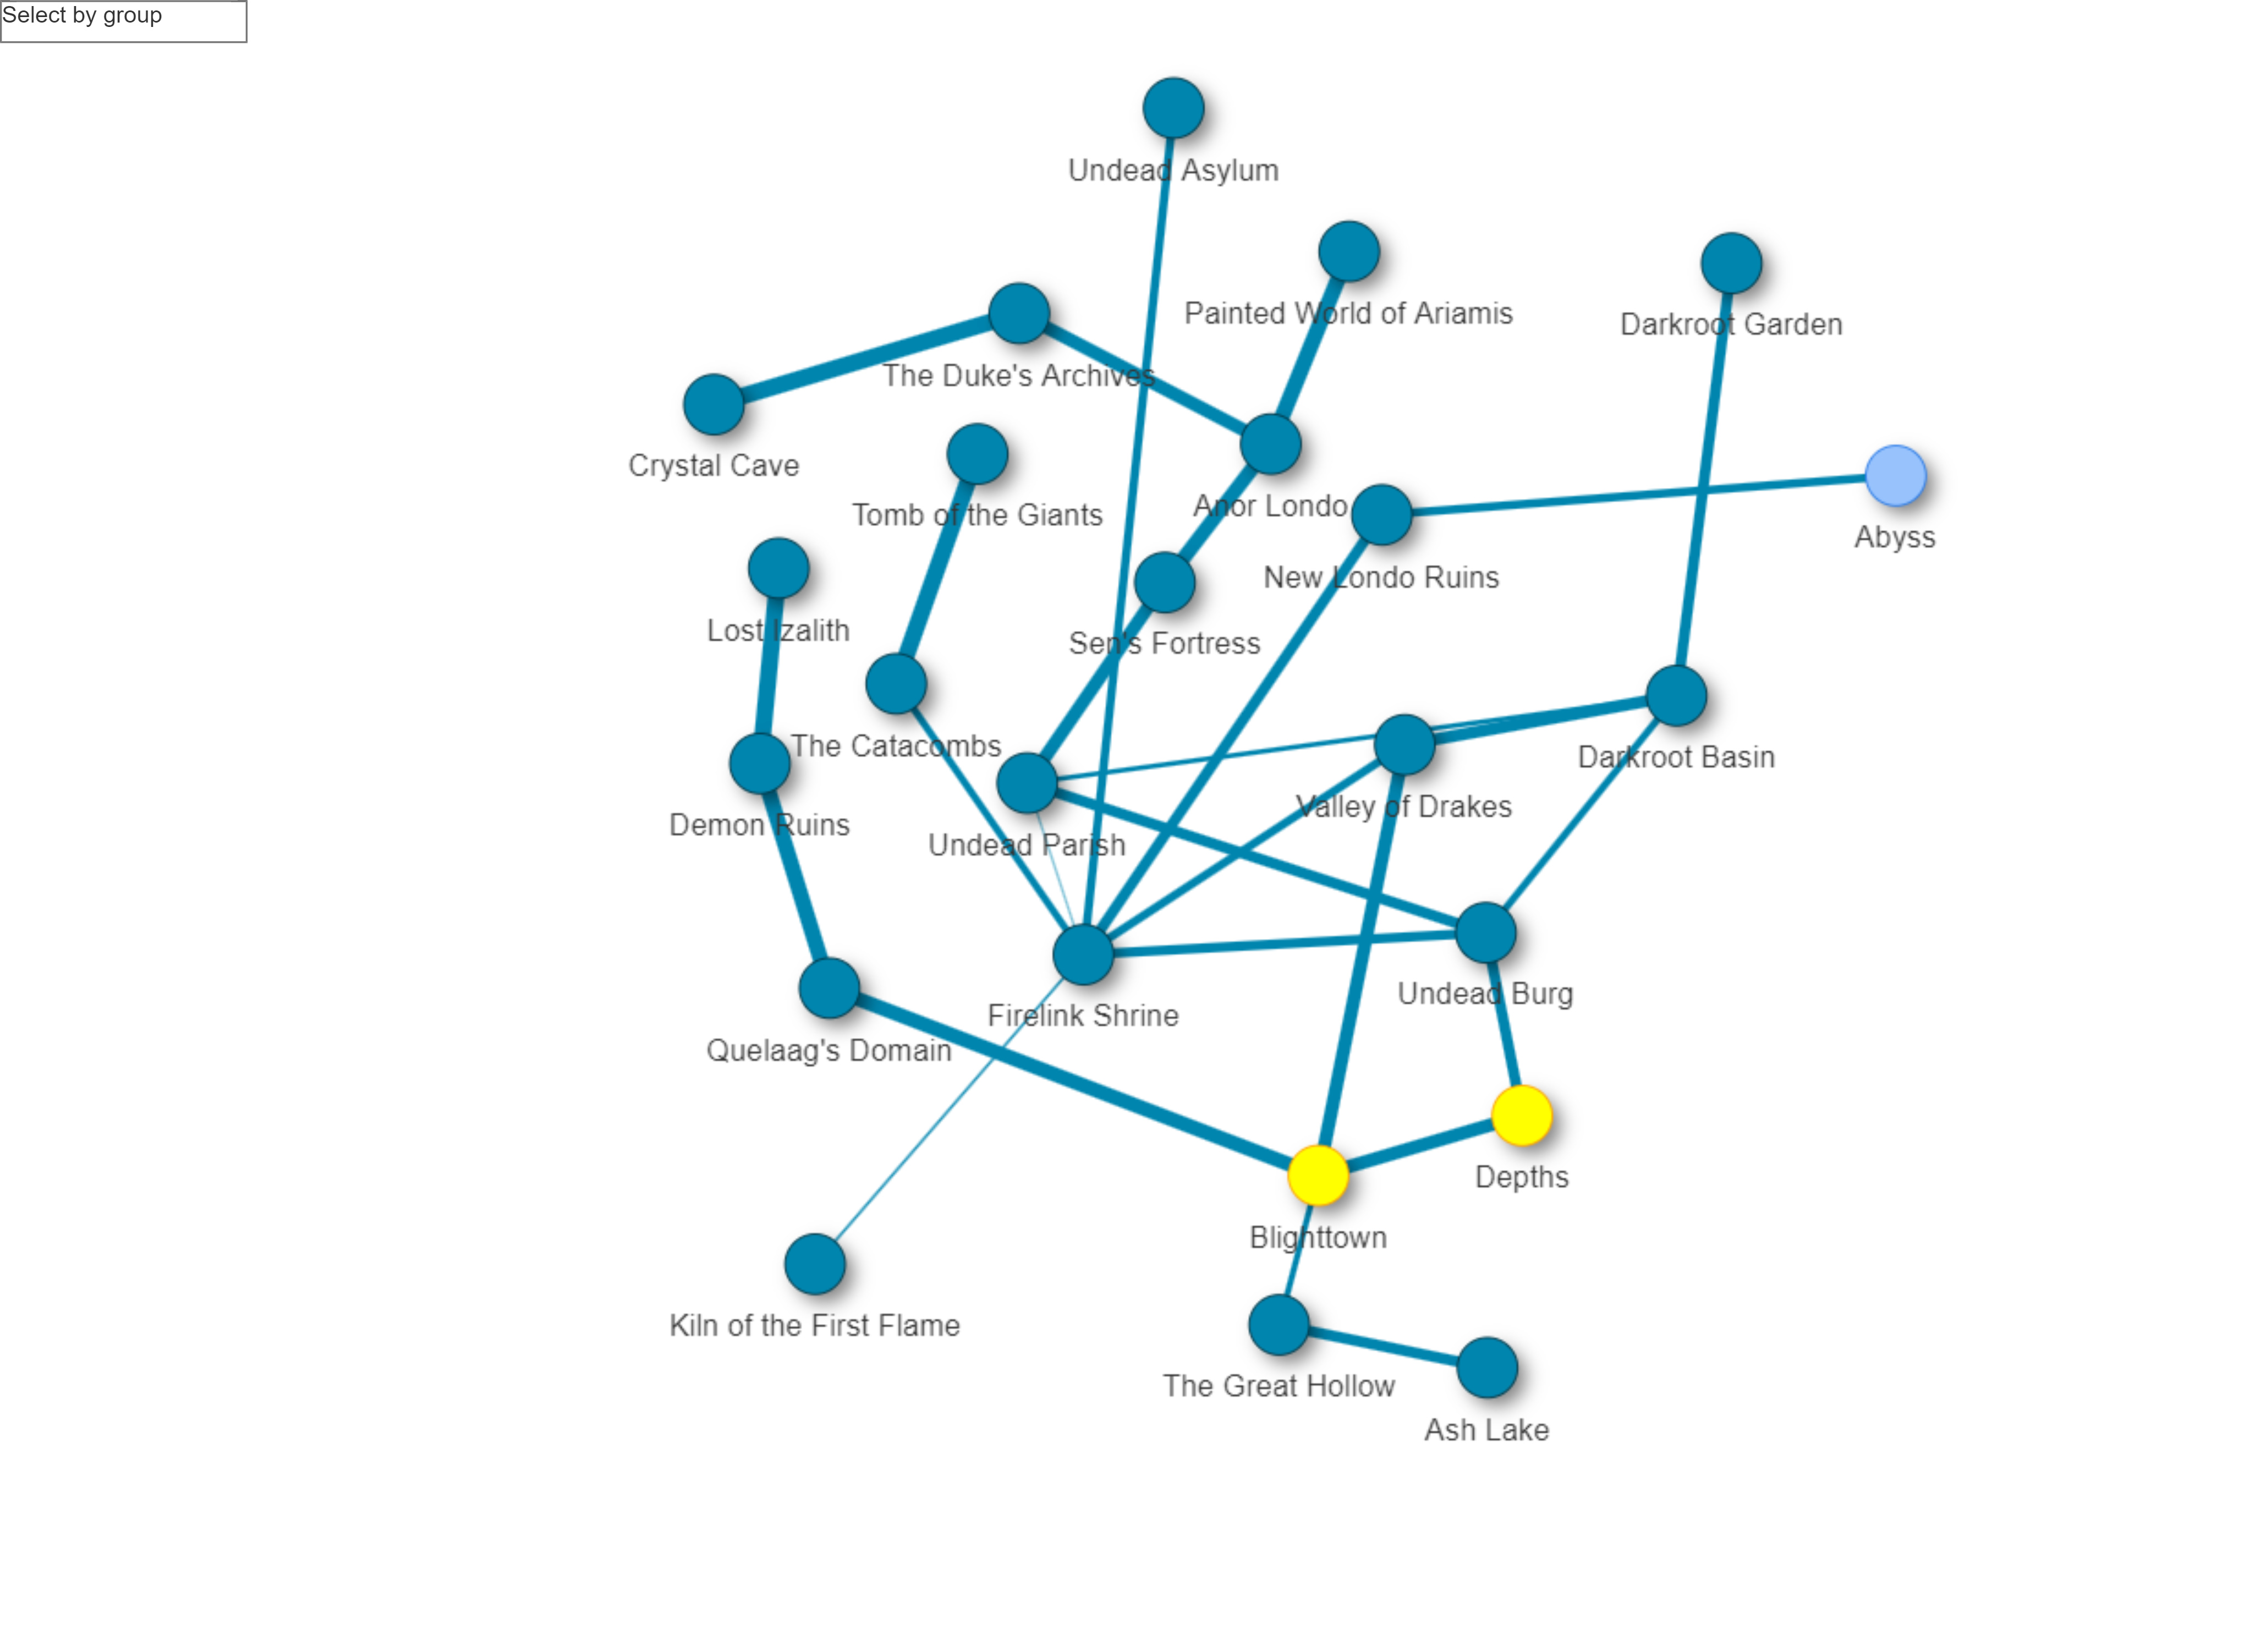 Select by group
Undead Asylum
Painted World of Ariamis
Darkroot Garden
The Duke's Archives
Crystal Cave
Anor Londo
Tomb of the Giants
Abyss
New Londo Ruins
Lost Izalith
Sen's Fortress
The Catacombs
Darkroot Basin
Valley of Drakes
Demon Ruins
Undead Parish
Undead Burg
Firelink Shrine
Quelaag's Domain
Depths
Blighttown
Kiln of the First Flame
The Great Hollow
Ash Lake